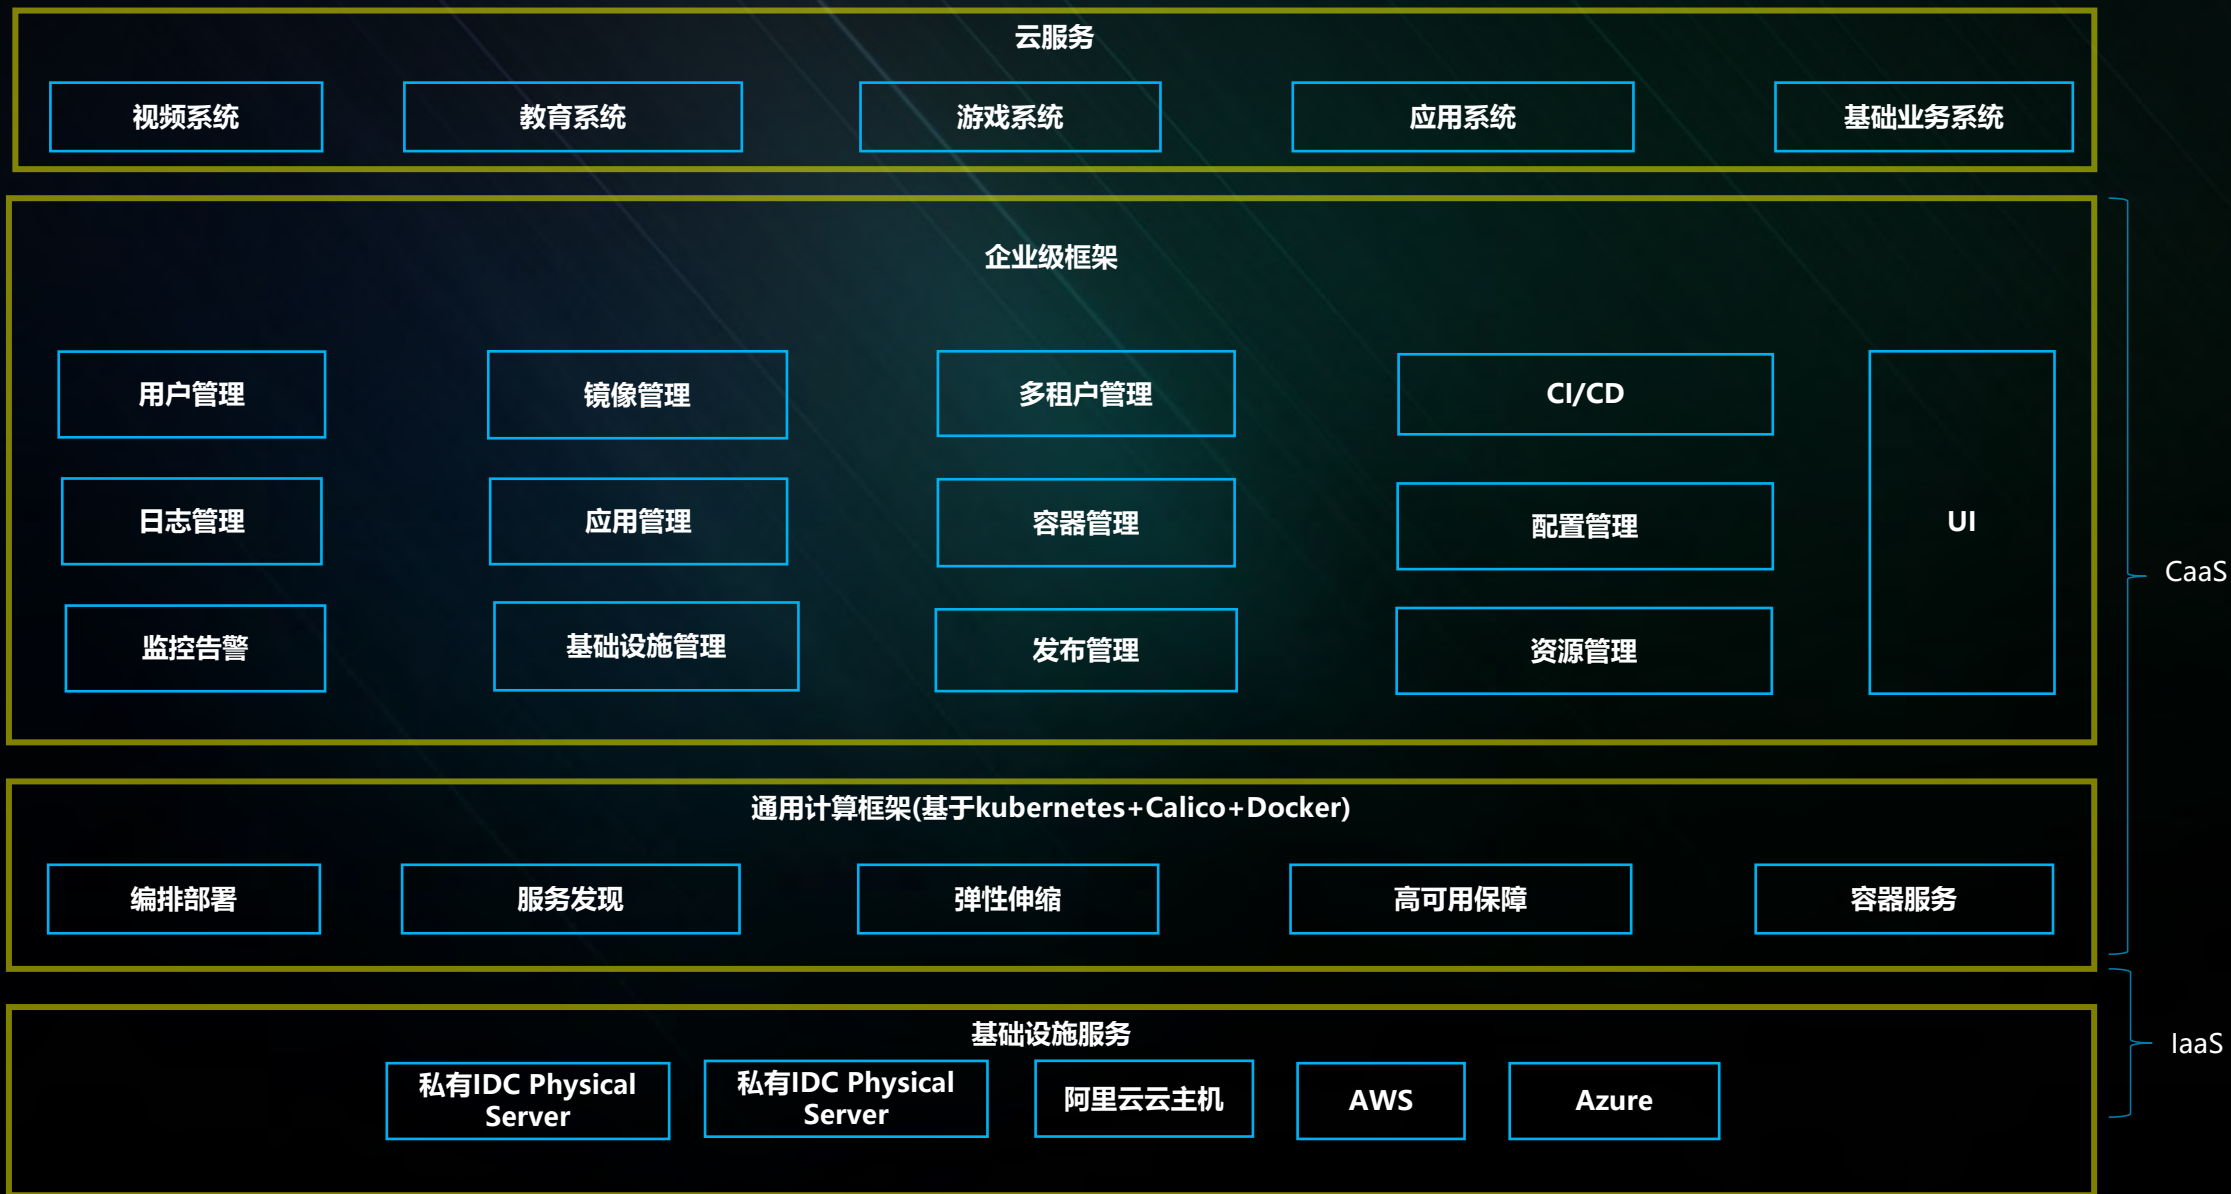 云服务
视频系统
教育系统
游戏系统
应用系统
基础业务系统
企业级框架
用户管理
镜像管理
多租户管理
CI/CD
日志管理
应用管理
容器管理
配置管理
UI
监控告警
基础设施管理
发布管理
资源管理
CaaS
通用计算框架(基于kubernetes+Calico+Docker)
编排部署
服务发现
弹性伸缩
高可用保障
容器服务
基础设施服务
私有IDC Physical
Server
私有IDC Physical
Server
阿里云云主机
AWS
Azure
IaaS